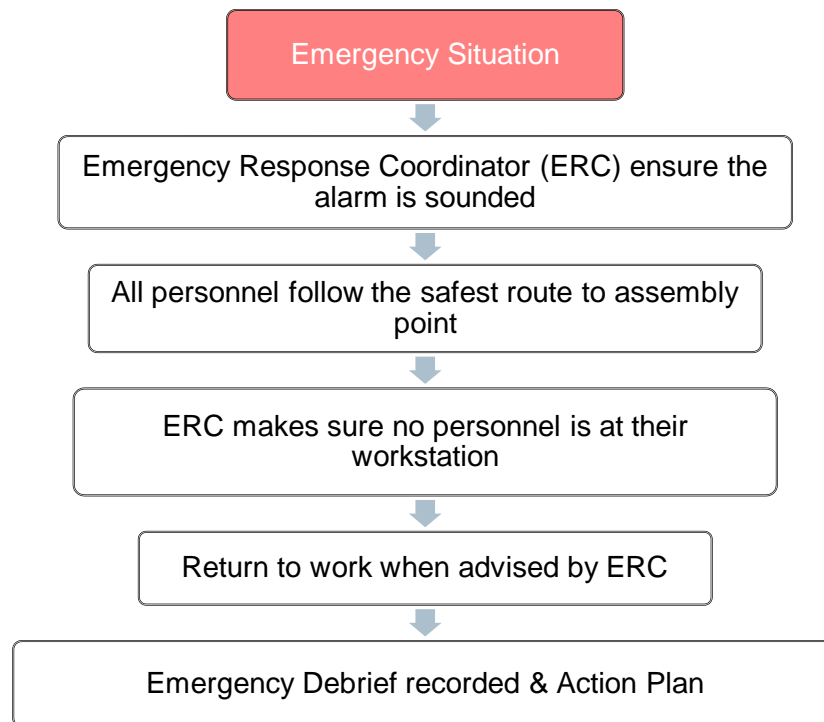 Emergency Situation
Emergency Response Coordinator (ERC) ensure the
alarm is sounded
All personnel follow the safest route to assembly
point
ERC makes sure no personnel is at their
workstation
Return to work when advised by ERC
Emergency Debrief recorded & Action Plan